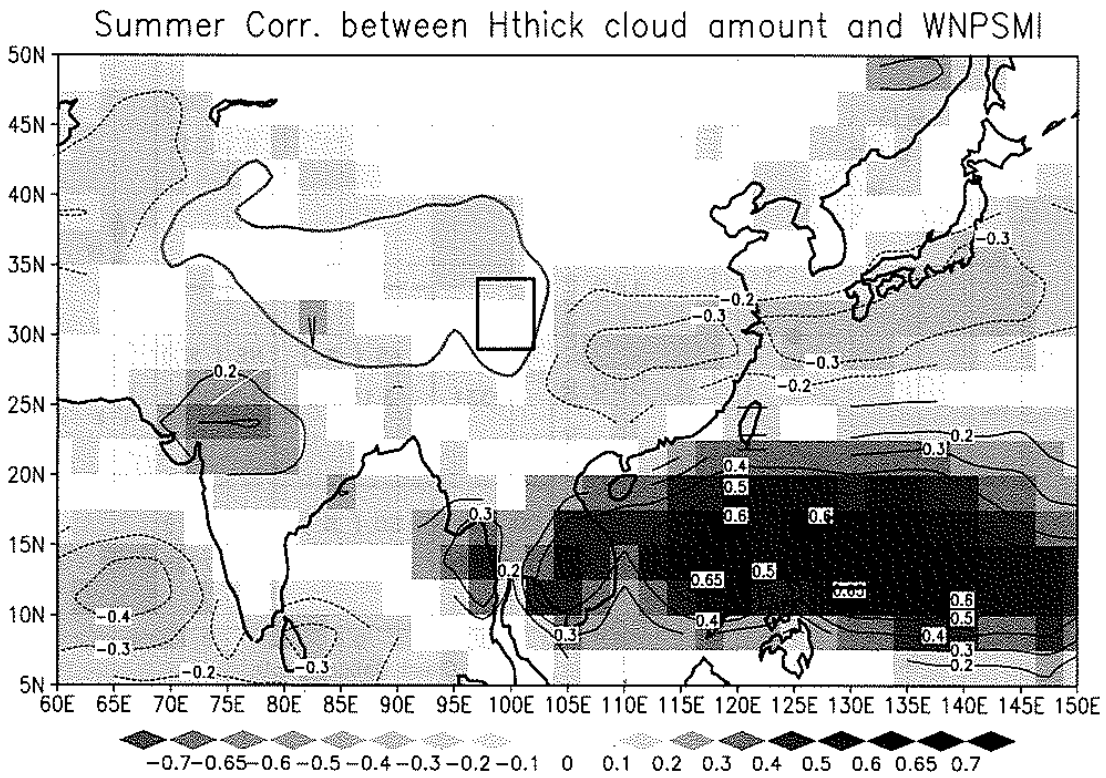 Summer Corr. between Hthick cloud amount and WNPSMI
50N
45N
40N
-0.3
35N
-0.2
-0.3
30N
-0.3
0.2
-0.2
25N
0.2
0.3
0.4
20N
0.5
0.3
0.6 0.6
15N
0.2 0.5
0.65 0.65
-0.4 0.6
10N
0.4 0.5
0.3 0.4
-0.3 0.3
-0.3 0.2
-0.2
5N
60E 65E 70E 75E 80E 85E 90E 95E 100E 105E 110E 115E 120E 125E 130E 135E 140E 145E 150E
-0.7 -0.65 -0.6 -0.5 -0.4 -0.3 -0.2 -0.1 0 0.1 0.2 0.3 0.4 0.5 0.6 0.65 0.7